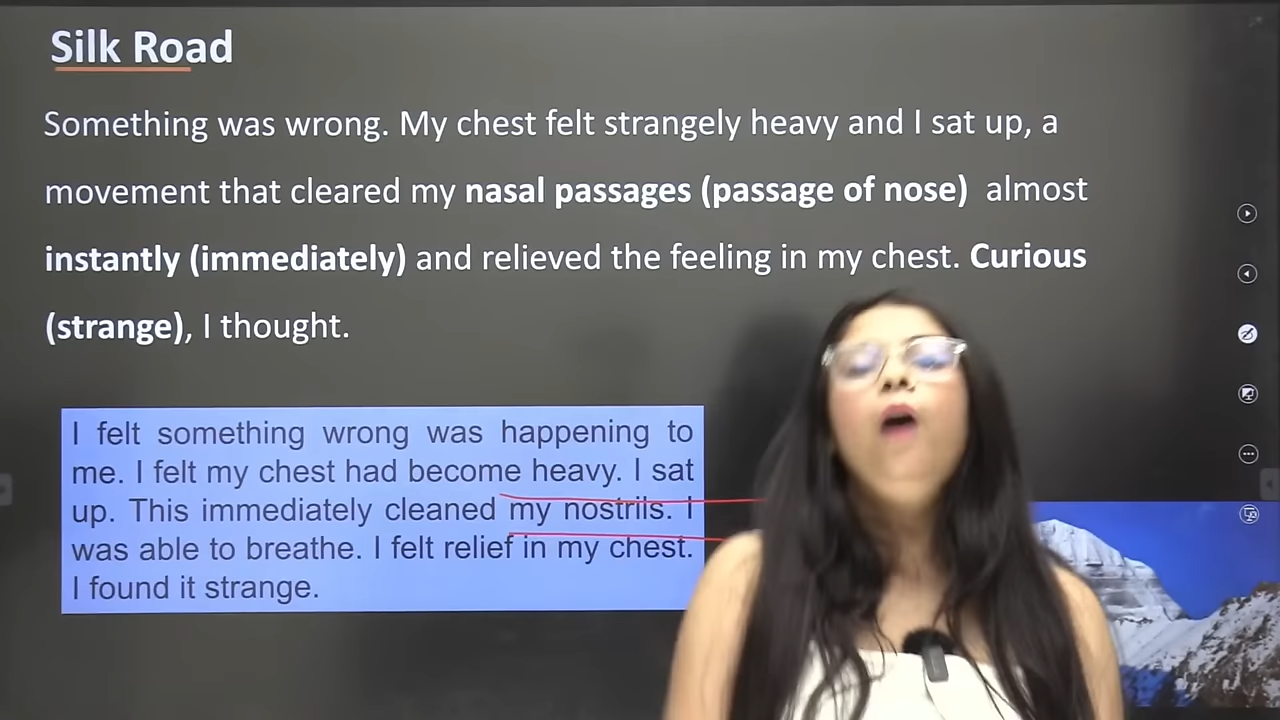 Silk Road
Something was wrong. My chest felt strangely heavy and I sat up, a
movement that cleared my nasal passages (passage of nose) almost
instantly (immediately) and relieved the feeling in my chest. Curious
(strange), I thought.
I felt something wrong was happening to
me. I felt my chest had become heavy. I sat
up. This immediately cleaned my nostrils. I
was able to breathe. I felt relief in my chest.
I found it strange.